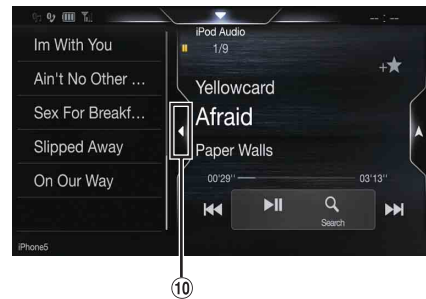 -- : --
iPod Audio
1/9
Im With You
Ain't No Other ...
Sex For Breakf...
Slipped Away
On Our Way
Yellowcard
Afraid
Paper Walls
00'29"
03'13"
Search
iPhone5
10